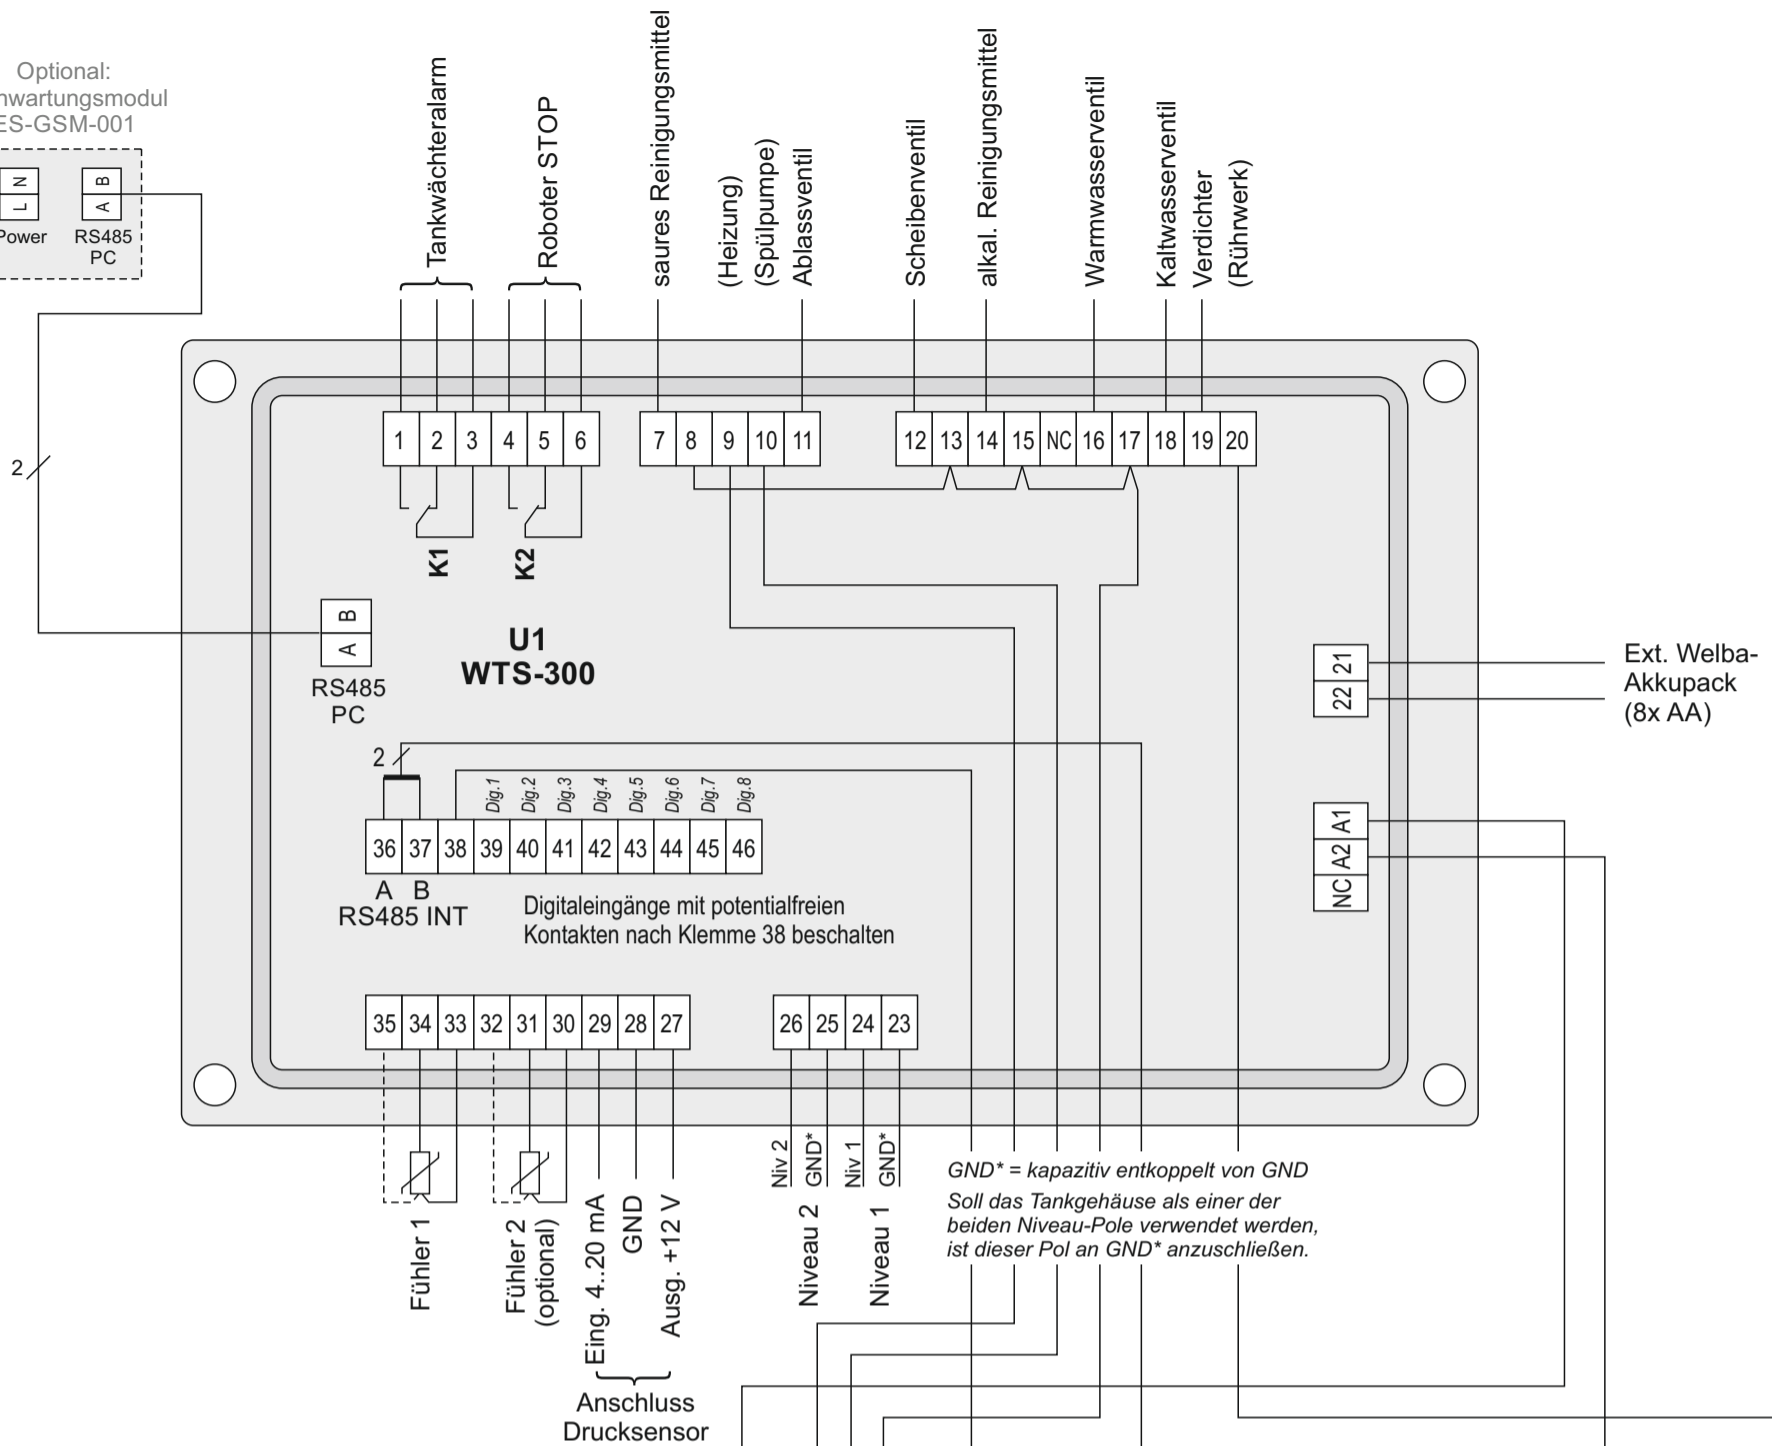 Optional:
nwartungsmodul
ES-GSM-001
N
L
B
A
Power
RS485
PC
2
Tankwächteralarm
Roboter STOP
saures Reinigungsmittel
(Heizung)
(Spülpumpe)
Ablassventil
Scheibenventil
alkal. Reinigungsmittel
Warmwasserventil
Kaltwasserventil
Verdichter
(Rührwerk)
1 2 3 4 5 6
7 8 9 10 11
12 13 14 15 NC 16 17 18 19 20
K1
K2
B
A
RS485
PC
U1
WTS-300
21
22
Ext. Welba-
Akkupack
(8x AA)
2
Dig.1 Dig.2 Dig.3 Dig.4 Dig.5 Dig.6 Dig.7 Dig.8
36 37 38 39 40 41 42 43 44 45 46
A B
RS485 INT
Digitaleingänge mit potentialfreien
Kontakten nach Klemme 38 beschalten
A1
A2
NC
35 34 33 32 31 30 29 28 27
26 25 24 23
Fühler 1
Fühler 2
(optional)
Eing. 4..20 mA
GND
Ausg. +12 V
Anschluss
Drucksensor
Niv 2
GND*
Niv 1
GND*
Niveau 2
Niveau 1
GND* = kapazitiv entkoppelt von GND
Soll das Tankgehäuse als einer der
beiden Niveau-Pole verwendet werden,
ist dieser Pol an GND* anzuschließen.